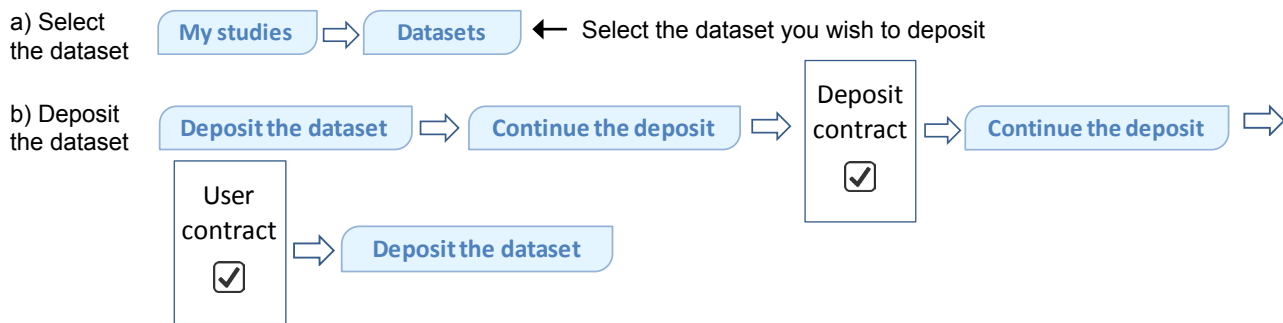 a) Select
the dataset
My studies
Datasets
Select the dataset you wish to deposit
b) Deposit
the dataset
Deposit the dataset
Continue the deposit
Deposit
contract
Continue the deposit
User
contract
Deposit the dataset